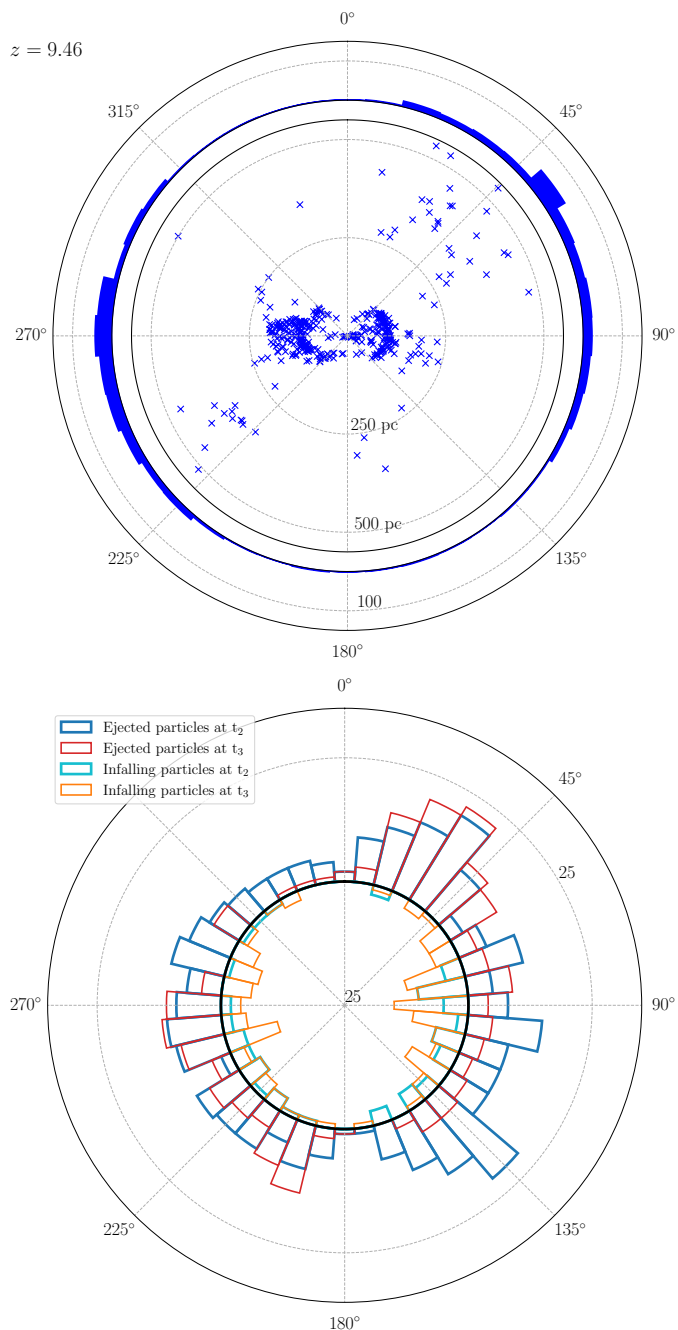 0°
z = 9.46
315°
45°
270°
90°
250 pc
500 pc
225°
135°
100
180°
0°
Ejected particles at t₂
Ejected particles at t₃
Infalling particles at t₂
Infalling particles at t₃
45°
25
270°
25
90°
225°
135°
180°